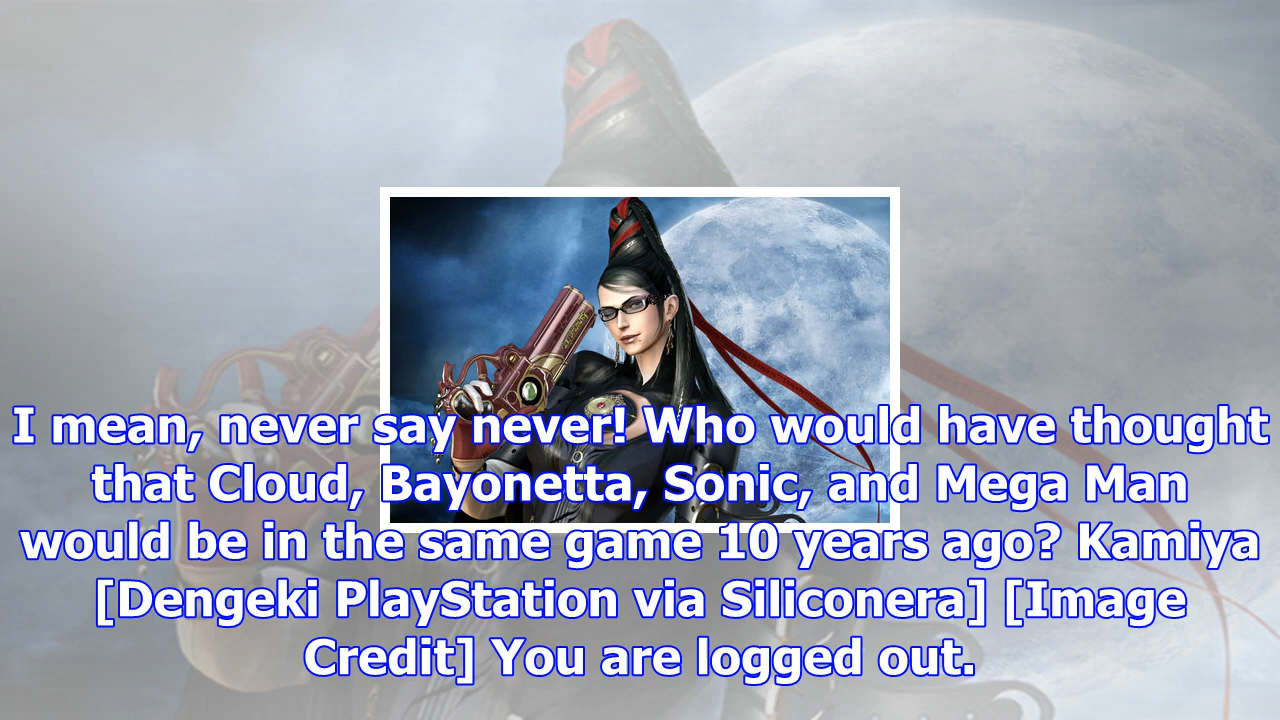 I mean, never say never! Who would have thought
that Cloud, Bayonetta, Sonic, and Mega Man
would be in the same game 10 years ago? Kamiya
[Dengeki PlayStation via Siliconera] [Image
Credit] You are logged out.